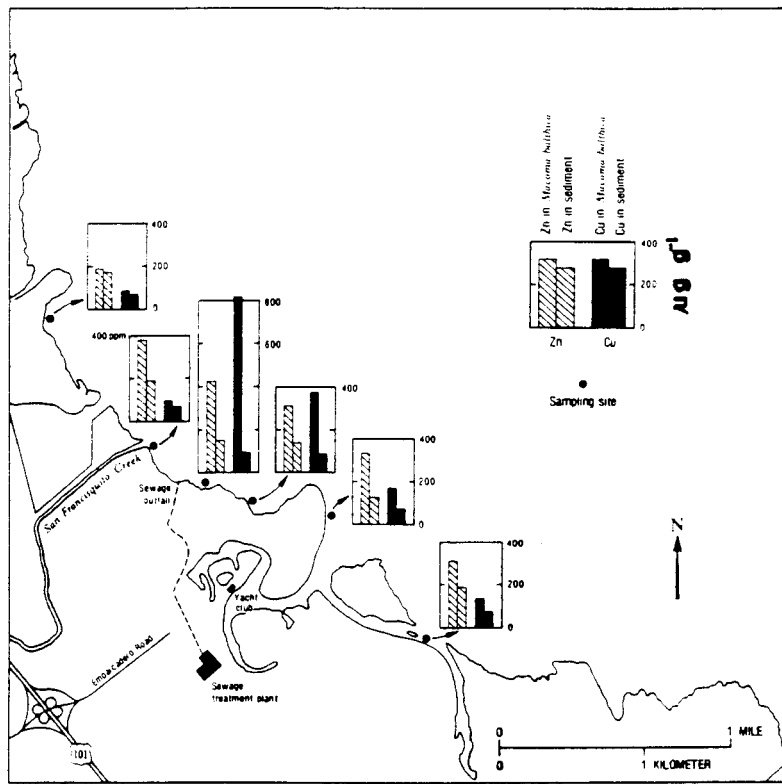 Zn in Macoma balthica
Zn in sediment
Cu in Macoma balthica
Cu in sediment
400
200
0
µg g⁻¹
Zn Cu
Sampling site
400
200
0
400 ppm
800
600
400
400
200
0
San Francisquito Creek
Sewage
outfall
N
400
200
0
Yacht
club
Embarcadero Road
Sewage
treatment plant
101
0 1 MILE
0 1 KILOMETER